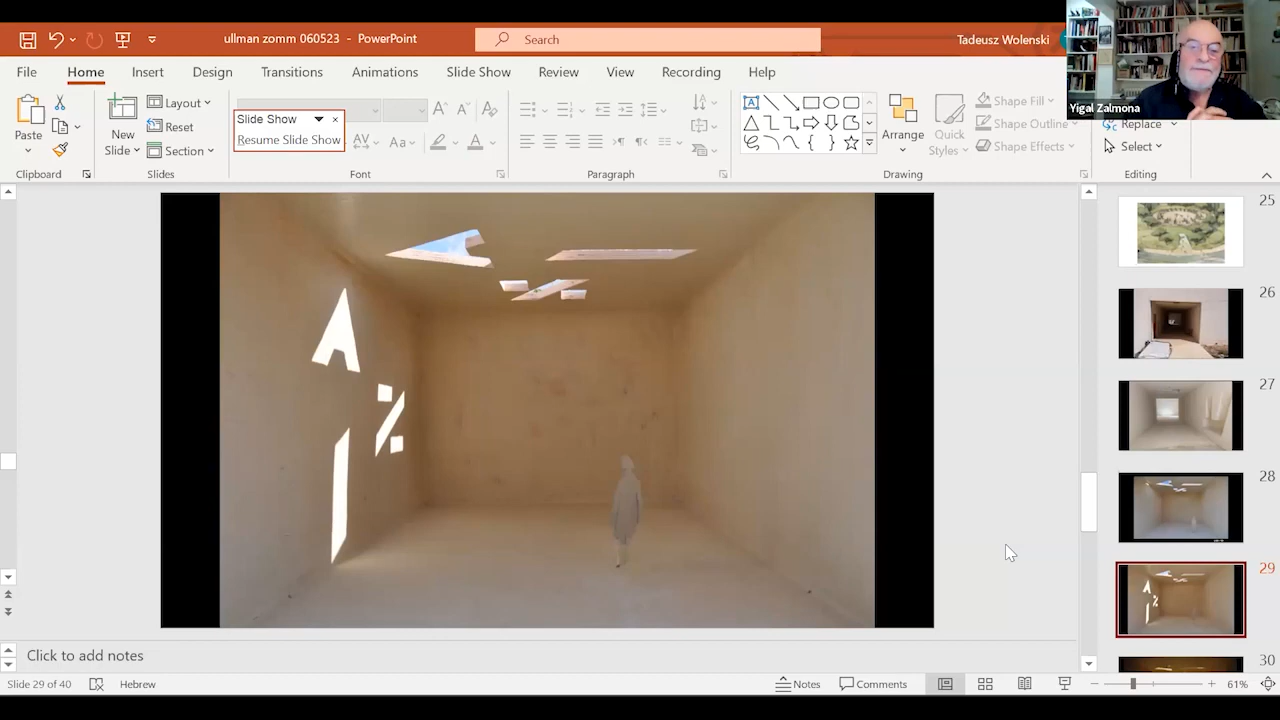 ullman zomm 060523 - PowerPoint
Search
Tadeusz Wolenski
Yigal Zalmona
File Home Insert Design Transitions Animations Slide Show Review View Recording Help
Paste
New Slide
Layout
Reset
Section
Slide Show
Resume Slide Show
Aa
Arrange
Quick Styles
Shape Fill
Shape Outline
Shape Effects
Replace
Select
Clipboard Slides Font Paragraph Drawing Editing
25
26
27
28
29
30
Click to add notes
Slide 29 of 40 Hebrew Notes Comments 61%